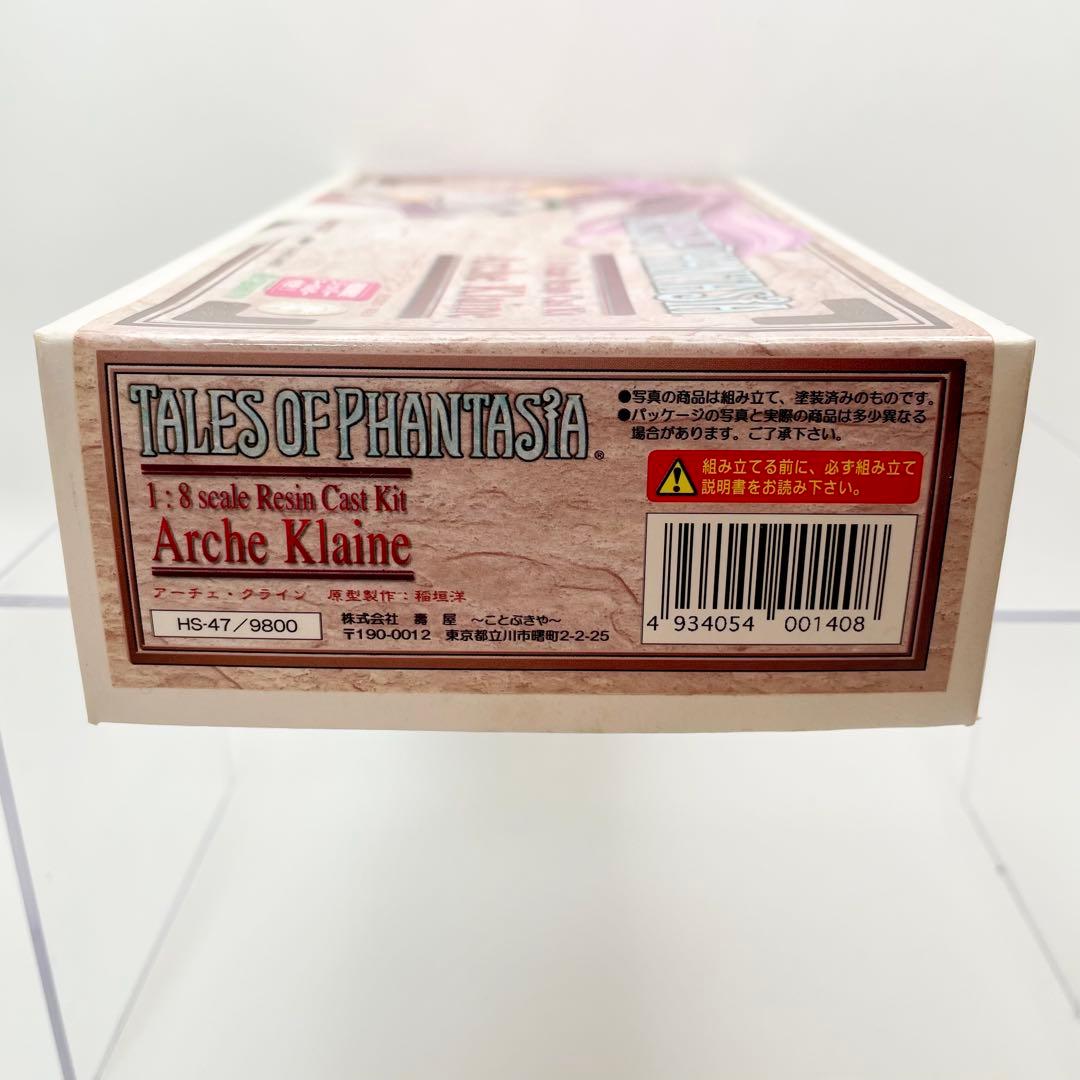 Arche Klaine
TALES OF PHANTASIA®
1:8 scale Resin Cast Kit
Arche Klaine
アーチェ・クライン 原型製作:稲垣洋
HS-47/9800
株式会社 壽 屋 ～ことぶきや～
〒190-0012 東京都立川市曙町2-2-25
●写真の商品は組み立て、塗装済みのものです。
●パッケージの写真と実際の商品は多少異なる
場合があります。ご了承下さい。
組み立てる前に、必ず組み立て
説明書をお読み下さい。
4 934054 001408